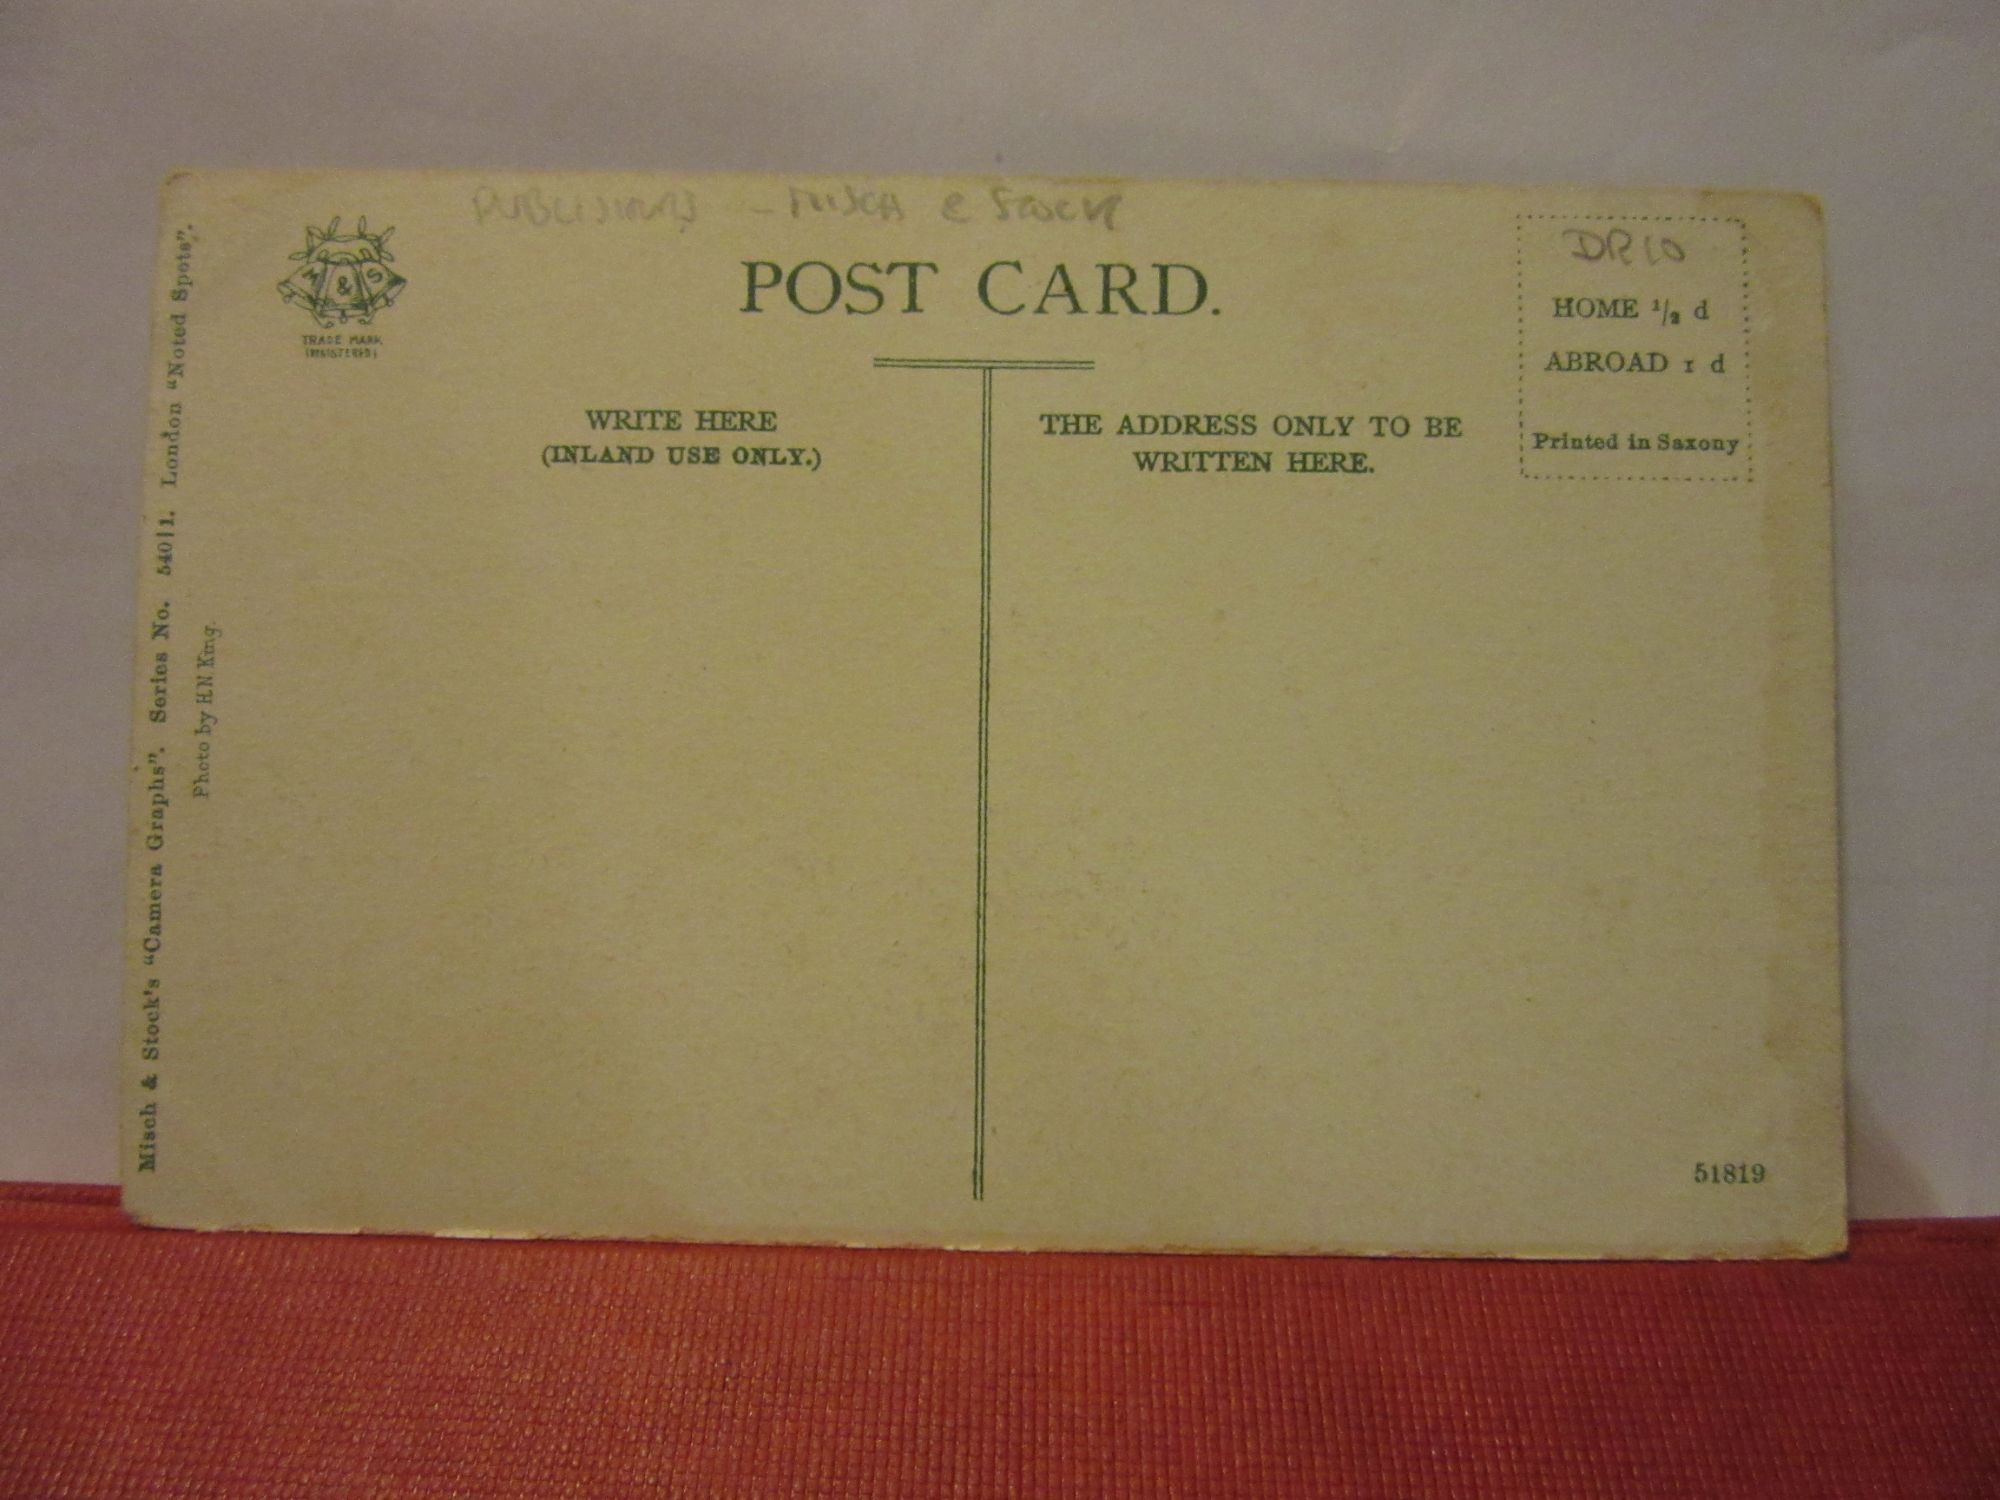 PUBLISHERS - MISCH & STOCK
M & S
TRADE MARK
(REGISTERED)
POST CARD.
DR10
HOME 1/2 d
ABROAD 1 d
Printed in Saxony
WRITE HERE
(INLAND USE ONLY.)
THE ADDRESS ONLY TO BE
WRITTEN HERE.
Misch & Stock's "Camera Graphs". Series No. 540|1. London "Noted Spots".
Photo by H.N. King.
51819